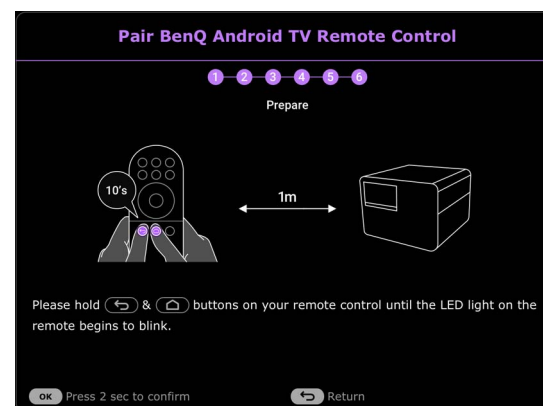 Pair BenQ Android TV Remote Control
1 2 3 4 5 6
Prepare
10's
1m
Please hold & buttons on your remote control until the LED light on the
remote begins to blink.
OK Press 2 sec to confirm Return